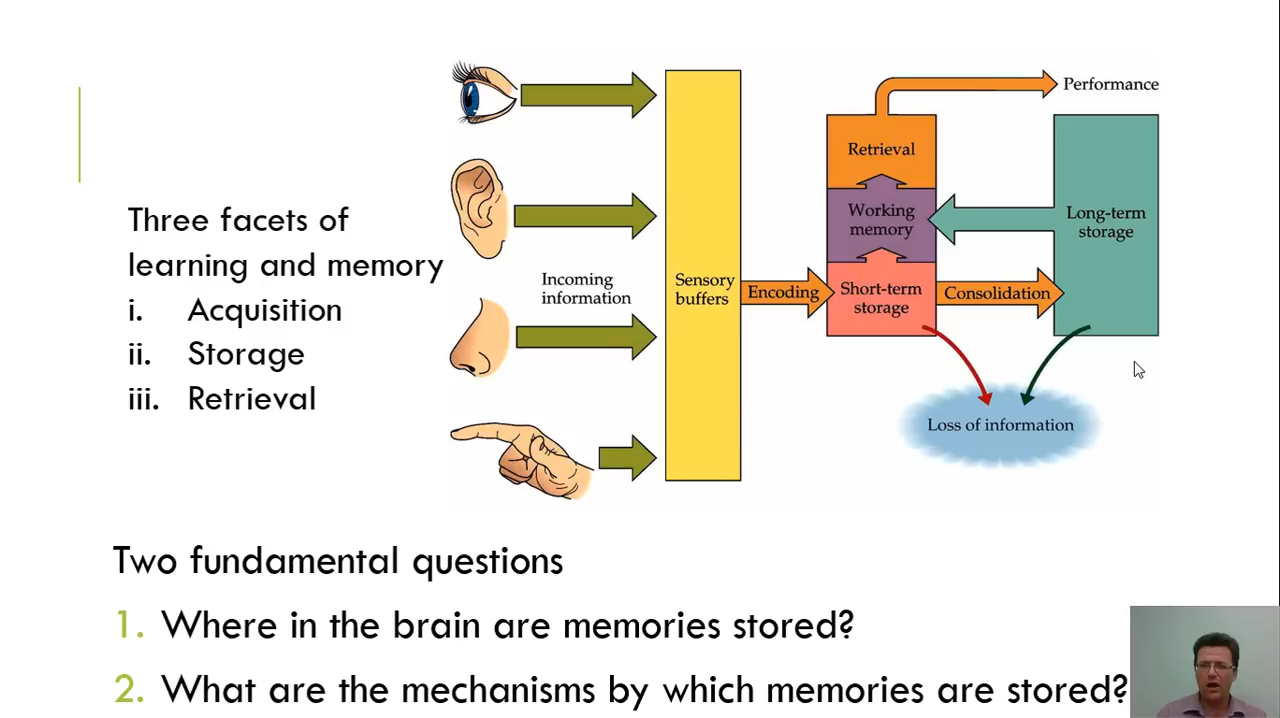 Three facets of
learning and memory
i. Acquisition
ii. Storage
iii. Retrieval
Incoming
information
Sensory
buffers
Encoding
Performance
Retrieval
Working
memory
Short-term
storage
Consolidation
Long-term
storage
Loss of information
Two fundamental questions
1. Where in the brain are memories stored?
2. What are the mechanisms by which memories are stored?